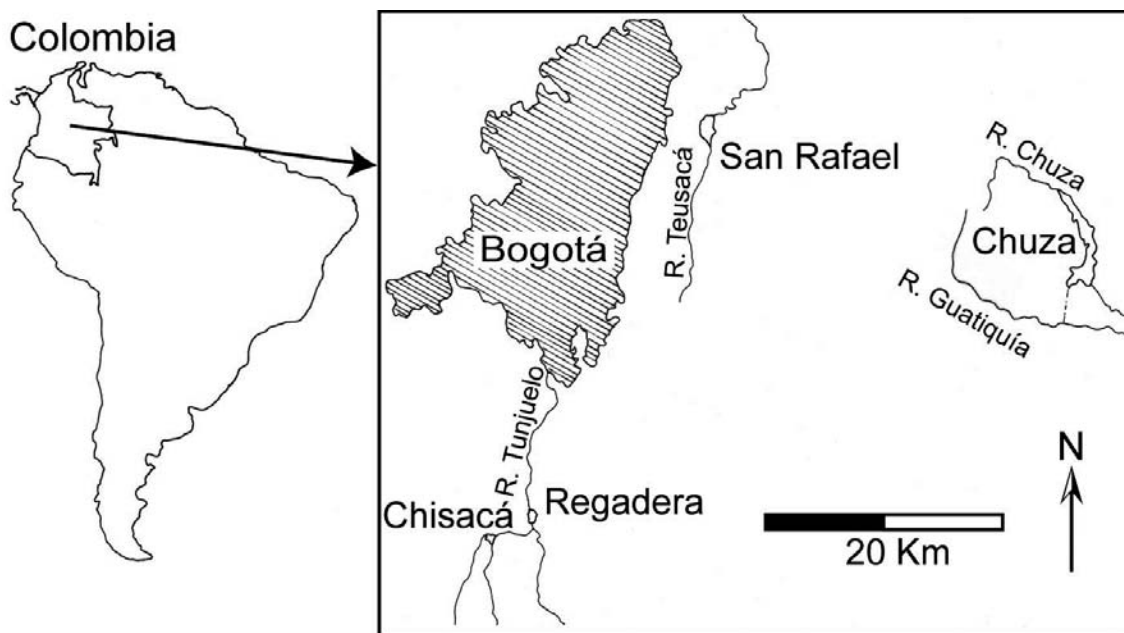 Colombia
San Rafael
R. Teusacá
Bogotá
R. Chuza
Chuza
R. Guatiquía
R. Tunjuelo
Chisacá
Regadera
20 Km
N